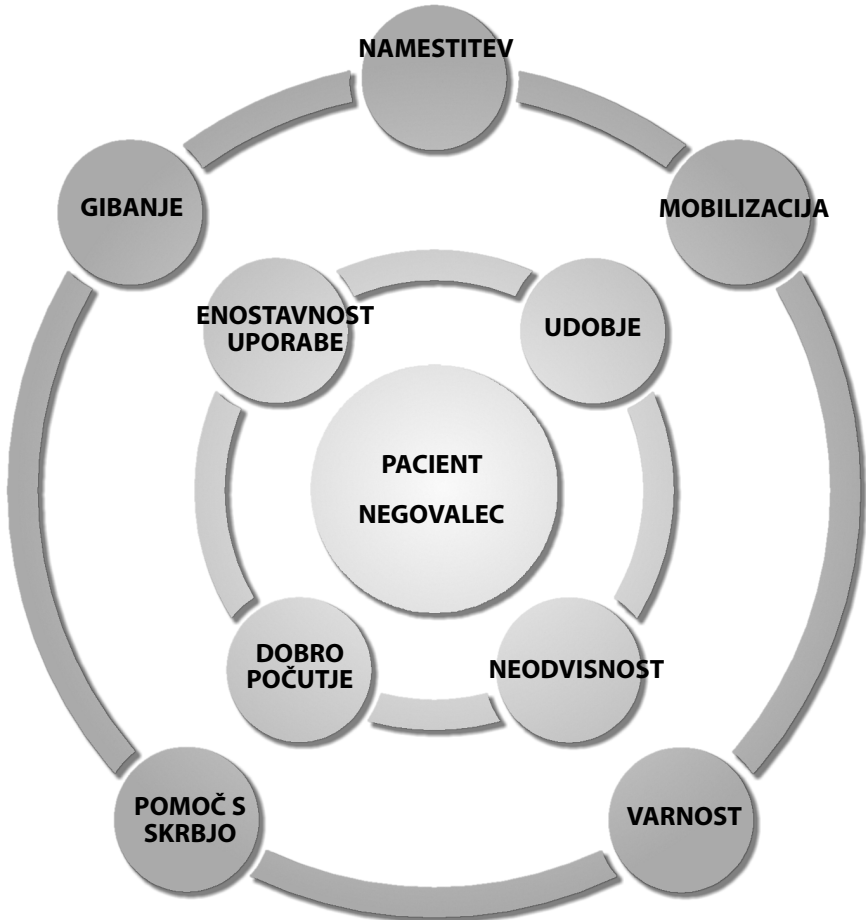 NAMESTITEV
GIBANJE
MOBILIZACIJA
ENOSTAVNOST
UPORABE
UDOBJE
PACIENT
NEGOVALEC
DOBRO
POČUTJE
NEODVISNOST
POMOČ S
SKRBJO
VARNOST